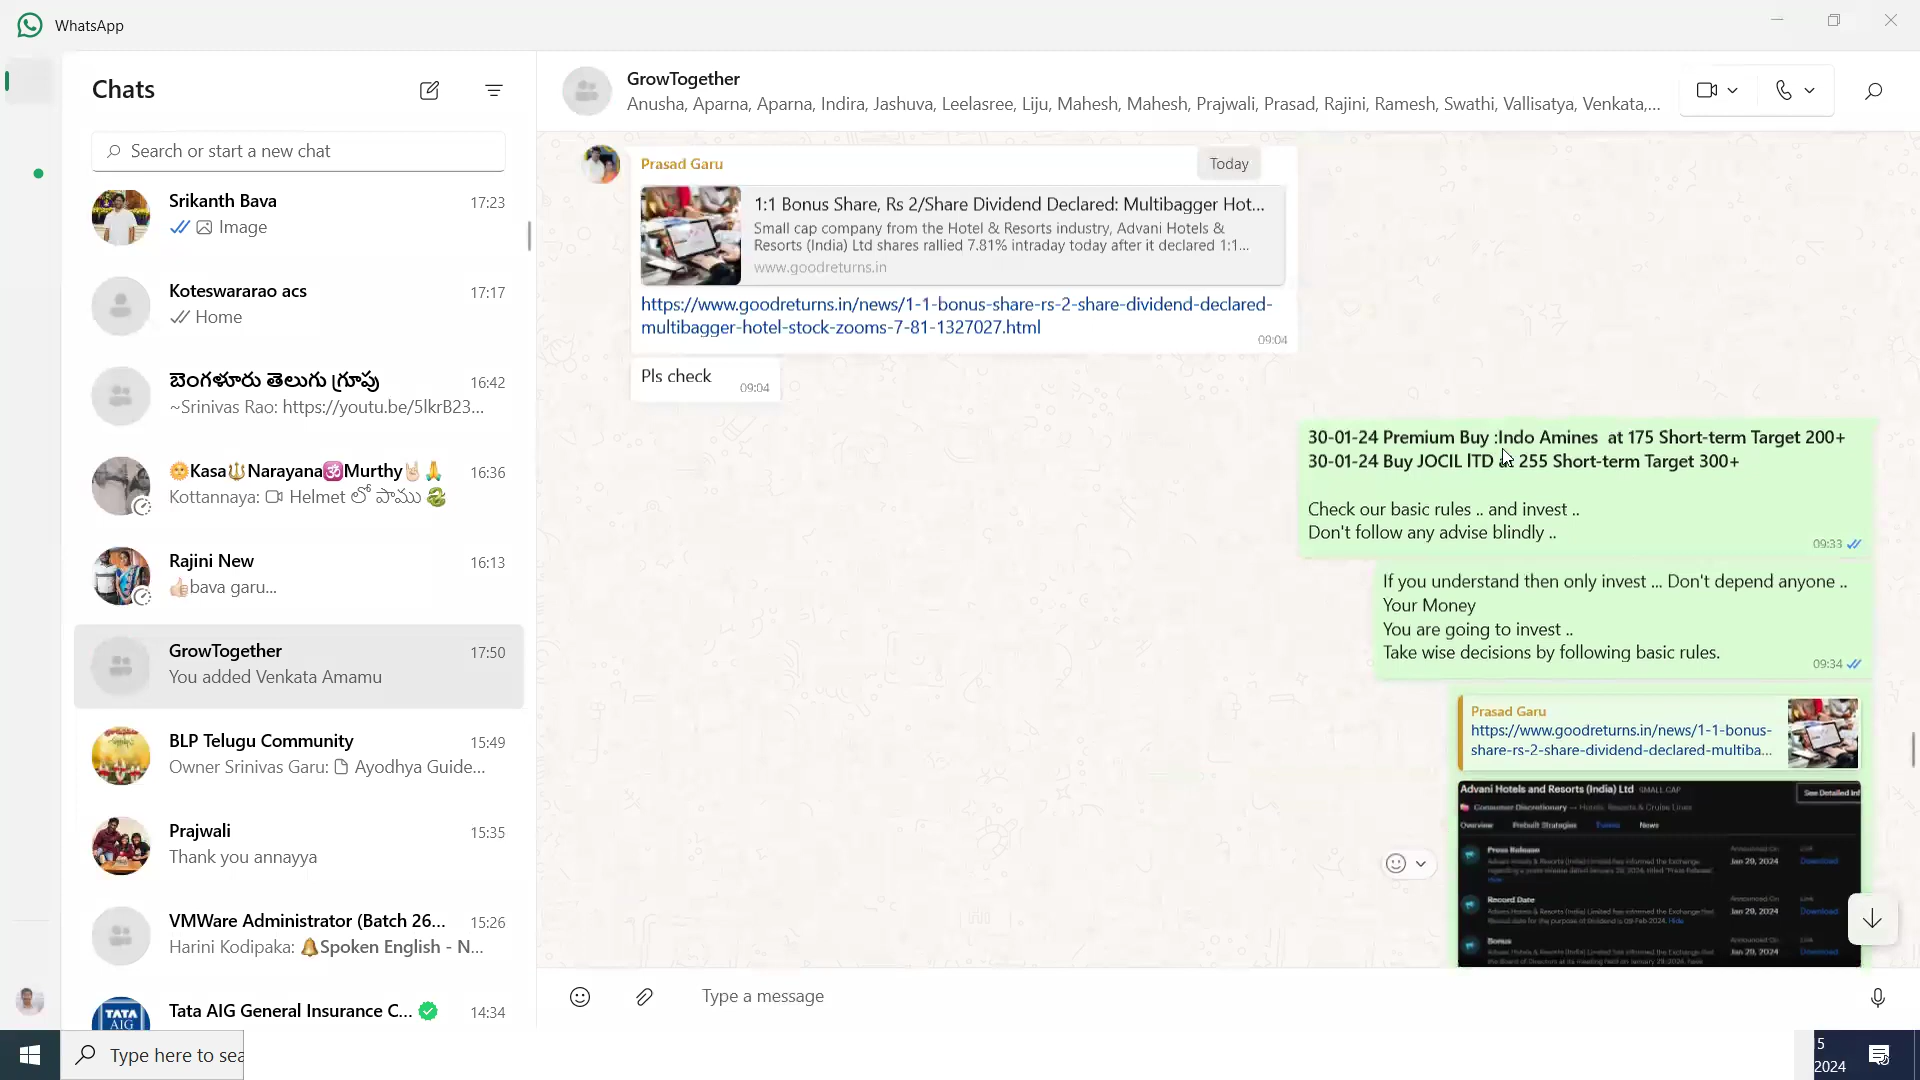 WhatsApp
Chats
Search or start a new chat
Srikanth Bava 17:23
Image
Koteswararao acs 17:17
Home
బెంగళూరు తెలుగు గ్రూపు 16:42
~Srinivas Rao: https://youtu.be/5lkrB23...
🌞Kasa🔱Narayana🕉Murthy🤘🏻🙏 16:36
Kottannaya: Helmet లో పాము 🐉
Rajini New 16:13
👍🏻bava garu...
GrowTogether 17:50
You added Venkata Amamu
BLP Telugu Community 15:49
Owner Srinivas Garu: Ayodhya Guide...
Prajwali 15:35
Thank you annayya
VMWare Administrator (Batch 26... 15:26
Harini Kodipaka: 🔔Spoken English - N...
Tata AIG General Insurance C... 14:34
TATA
AIG
GrowTogether
Anusha, Aparna, Aparna, Indira, Jashuva, Leelasree, Liju, Mahesh, Mahesh, Prajwali, Prasad, Rajini, Ramesh, Swathi, Vallisatya, Venkata,...
Today
Prasad Garu
1:1 Bonus Share, Rs 2/Share Dividend Declared: Multibagger Hot...
Small cap company from the Hotel & Resorts industry, Advani Hotels &
Resorts (India) Ltd shares rallied 7.81% intraday today after it declared 1:1...
www.goodreturns.in
https://www.goodreturns.in/news/1-1-bonus-share-rs-2-share-dividend-declared-
multibagger-hotel-stock-zooms-7-81-1327027.html
09:04
Pls check 09:04
30-01-24 Premium Buy :Indo Amines at 175 Short-term Target 200+
30-01-24 Buy JOCIL lTD at 255 Short-term Target 300+
Check our basic rules .. and invest ..
Don't follow any advise blindly ..
09:33
If you understand then only invest ... Don't depend anyone ..
Your Money
You are going to invest ..
Take wise decisions by following basic rules.
09:34
Prasad Garu
https://www.goodreturns.in/news/1-1-bonus-
share-rs-2-share-dividend-declared-multiba...
Advani Hotels and Resorts (India) Ltd SMALL CAP
See Detailed Inf
Consumer Discretionary Hotels, Resorts & Cruise Lines
Overview Prebuilt Strategies Events News
Press Release
Jan 29, 2024 Download
Record Date
Jan 29, 2024 Download
Bonus
Jan 29, 2024 Download
Type a message
Type here to sea
5
2024